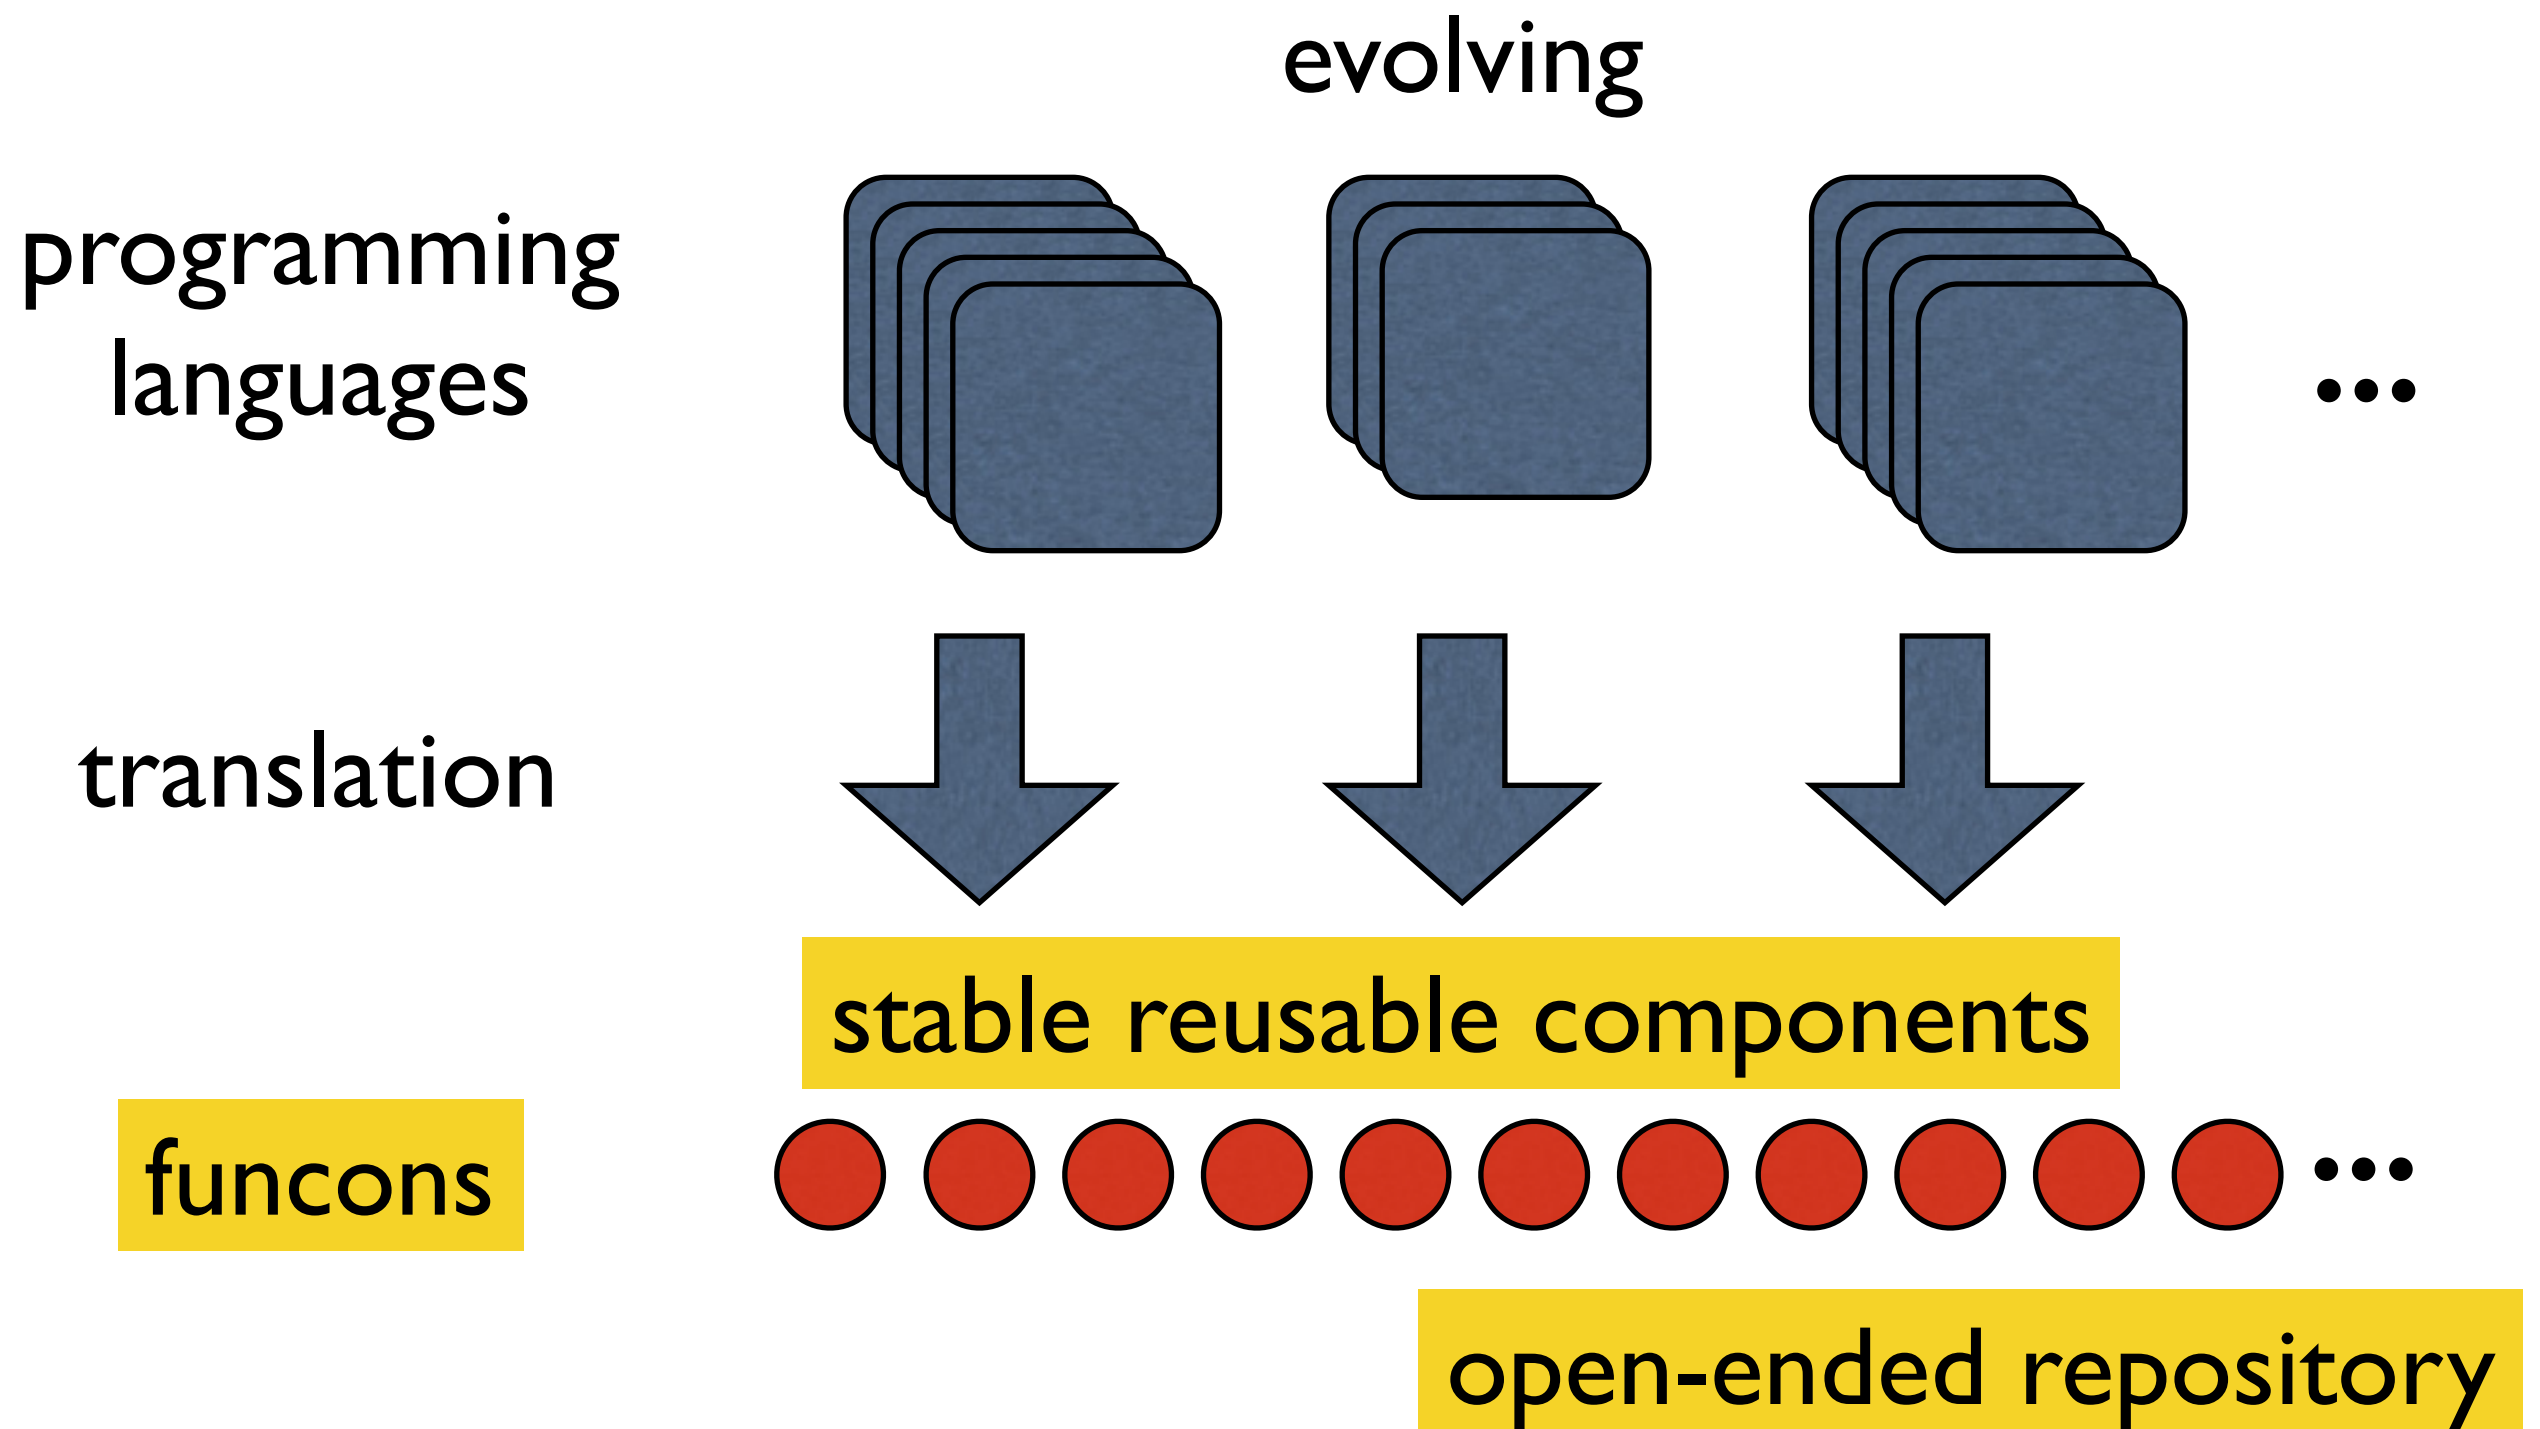 evolving
programming
languages
...
translation
stable reusable components
funcons
...
open-ended repository